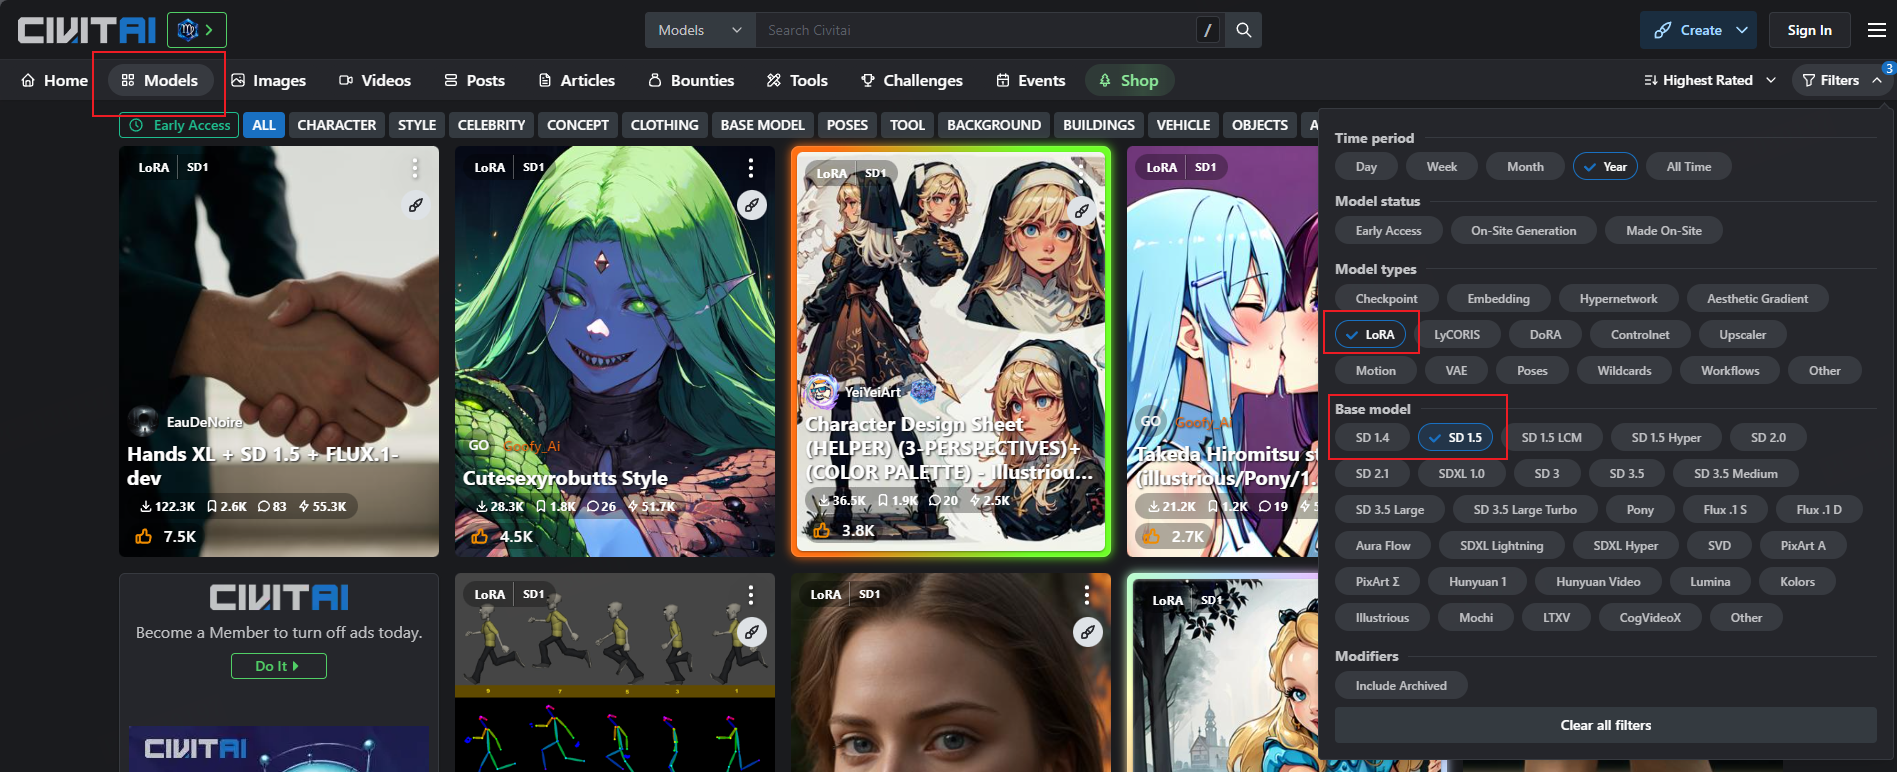 CIVITAI
Models
Search Civitai
/
Create
Sign In
Home
Models
Images
Videos
Posts
Articles
Bounties
Tools
Challenges
Events
Shop
Highest Rated
Filters
3
Early Access
ALL
CHARACTER
STYLE
CELEBRITY
CONCEPT
CLOTHING
BASE MODEL
POSES
TOOL
BACKGROUND
BUILDINGS
VEHICLE
OBJECTS
LoRA SD1
EauDeNoire
Hands XL + SD 1.5 + FLUX.1-
dev
122.3K 2.6K 83 55.3K
7.5K
LoRA SD1
GO Goofy_Ai
Cutesexyrobutts Style
28.3K 1.8K 26 51.7K
4.5K
LoRA SD1
YeiYeiArt
Character Design Sheet
(HELPER) (3-PERSPECTIVES)+
(COLOR PALETTE) - Illustriou...
36.5K 1.9K 20 2.5K
3.8K
LoRA SD1
GO Goofy_Ai
Takeda Hiromitsu st
(illustrious/Pony/1.
21.2K 1.2K 19 5
2.7K
CIVITAI
Become a Member to turn off ads today.
Do It
CIVITAI
LoRA SD1
9 7 6 3 1
LoRA SD1
LoRA SD1
Time period
Day
Week
Month
Year
All Time
Model status
Early Access
On-Site Generation
Made On-Site
Model types
Checkpoint
Embedding
Hypernetwork
Aesthetic Gradient
LoRA
LyCORIS
DoRA
Controlnet
Upscaler
Motion
VAE
Poses
Wildcards
Workflows
Other
Base model
SD 1.4
SD 1.5
SD 1.5 LCM
SD 1.5 Hyper
SD 2.0
SD 2.1
SDXL 1.0
SD 3
SD 3.5
SD 3.5 Medium
SD 3.5 Large
SD 3.5 Large Turbo
Pony
Flux .1 S
Flux .1 D
Aura Flow
SDXL Lightning
SDXL Hyper
SVD
PixArt A
PixArt Σ
Hunyuan 1
Hunyuan Video
Lumina
Kolors
Illustrious
Mochi
LTXV
CogVideoX
Other
Modifiers
Include Archived
Clear all filters